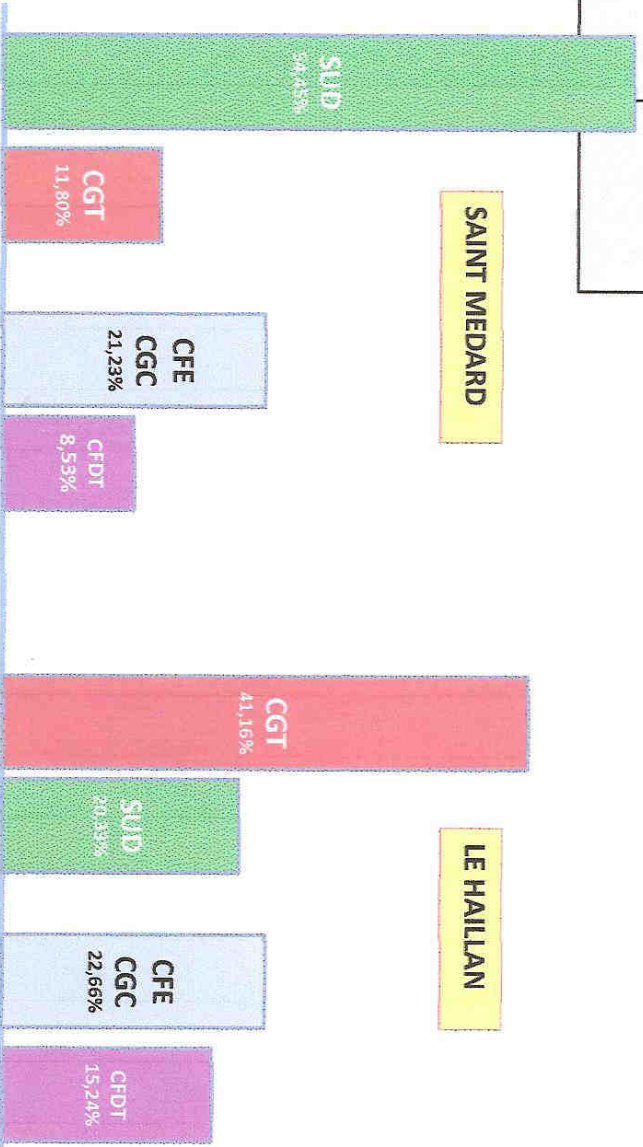 SAINT MEDARD
SUD
CGT
11,80%
CFE
CGC
21,23%
CFDT
8,53%
LE HAILLAN
CGT
41,16%
SUD
CFE
CGC
22,66%
CFDT
15,24%